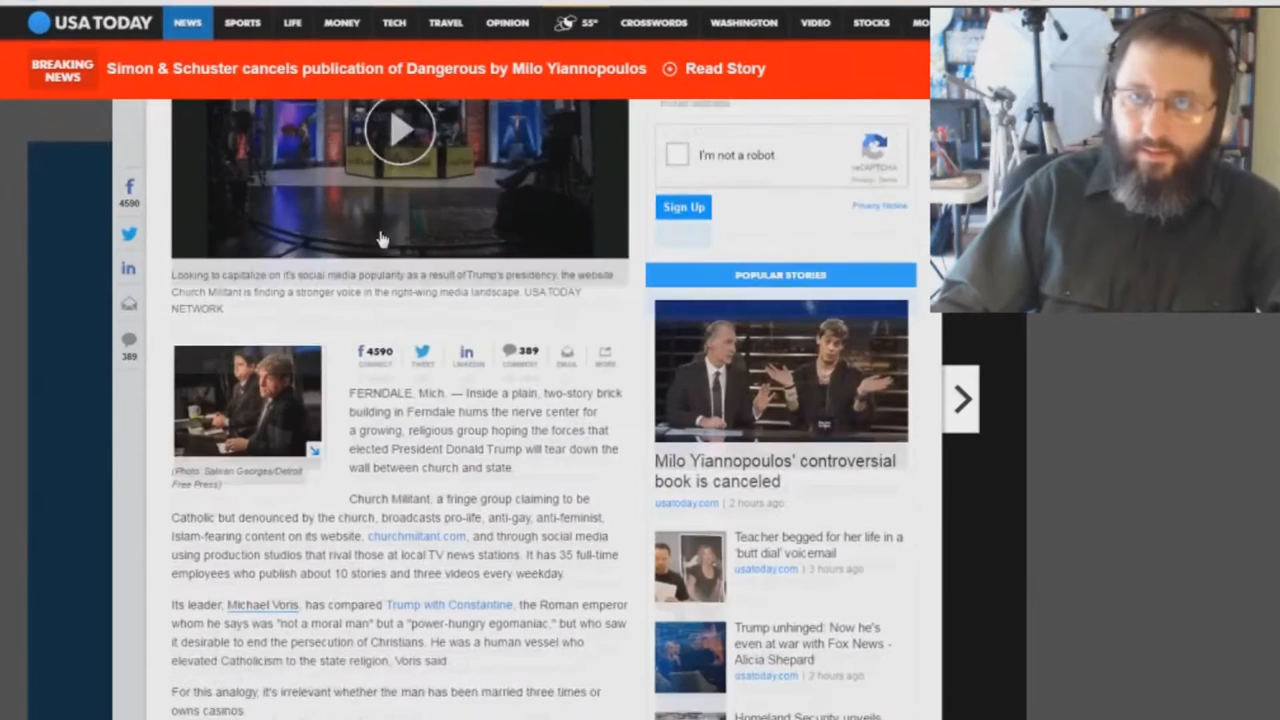 USA TODAY
NEWS
SPORTS
LIFE
MONEY
TECH
TRAVEL
OPINION
55°
CROSSWORDS
WASHINGTON
VIDEO
STOCKS
BREAKING
NEWS
Simon & Schuster cancels publication of Dangerous by Milo Yiannopoulos
Read Story
4590
389
Looking to capitalize on it's social media popularity as a result of Trump's presidency, the website
Church Militant is finding a stronger voice in the right-wing media landscape. USA TODAY
NETWORK
(Photo: Salwan Georges/Detroit
Free Press)
4590
CONNECT
TWEET
LINKEDIN
389
COMMENT
EMAIL
MORE
FERNDALE, Mich. — Inside a plain, two-story brick
building in Ferndale hums the nerve center for
a growing, religious group hoping the forces that
elected President Donald Trump will tear down the
wall between church and state.
Church Militant, a fringe group claiming to be
Catholic but denounced by the church, broadcasts pro-life, anti-gay, anti-feminist,
Islam-fearing content on its website, churchmilitant.com, and through social media
using production studios that rival those at local TV news stations. It has 35 full-time
employees who publish about 10 stories and three videos every weekday.
Its leader, Michael Voris, has compared Trump with Constantine, the Roman emperor
whom he says was "not a moral man" but a "power-hungry egomaniac," but who saw
it desirable to end the persecution of Christians. He was a human vessel who
elevated Catholicism to the state religion, Voris said.
For this analogy, it's irrelevant whether the man has been married three times or
owns casinos
I'm not a robot
reCAPTCHA
Privacy - Terms
Sign Up
Privacy Notice
POPULAR STORIES
Milo Yiannopoulos' controversial
book is canceled
usatoday.com | 2 hours ago
Teacher begged for her life in a
'butt dial' voicemail
usatoday.com | 3 hours ago
Trump unhinged: Now he's
even at war with Fox News -
Alicia Shepard
usatoday.com | 2 hours ago
Homeland Security unveils